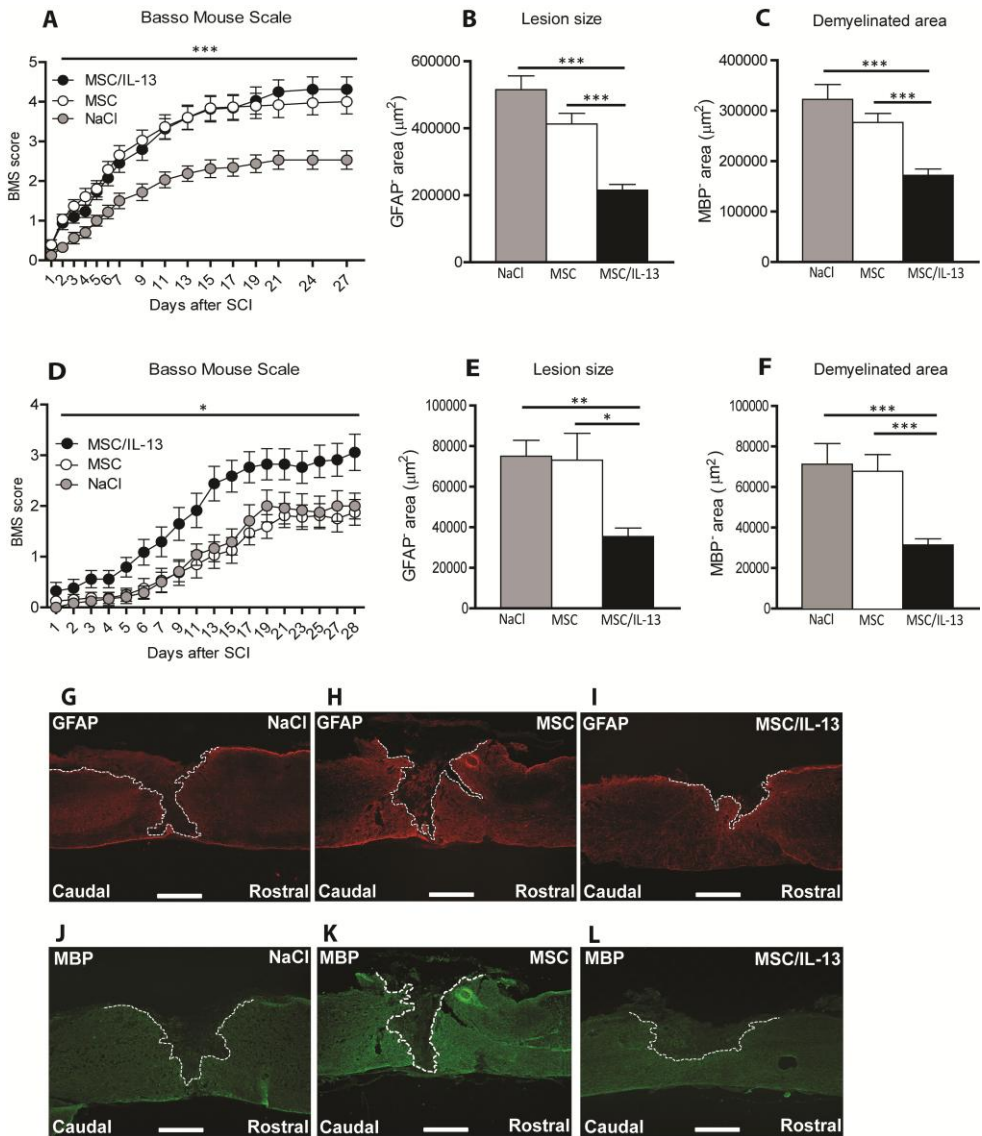 A
Basso Mouse Scale
***
MSC/IL-13
MSC
NaCl
BMS score
5
4
3
2
1
0
1 2 3 4 5 6 7 9 11 13 15 17 19 21 24 27
Days after SCI
B
Lesion size
***
***
GFAP⁻ area (μm²)
600000
400000
200000
0
NaCl MSC MSC/IL-13
C
Demyelinated area
***
***
MBP⁻ area (μm²)
400000
300000
200000
100000
0
NaCl MSC MSC/IL-13
D
Basso Mouse Scale
*
MSC/IL-13
MSC
NaCl
BMS score
4
3
2
1
0
1 2 3 4 5 6 7 9 11 13 15 17 19 21 23 25 27 28
Days after SCI
E
Lesion size
**
*
GFAP⁻ area (μm²)
100000
80000
60000
40000
20000
0
NaCl MSC MSC/IL-13
F
Demyelinated area
***
***
MBP⁻ area (μm²)
100000
80000
60000
40000
20000
0
NaCl MSC MSC/IL-13
G
GFAP NaCl
Caudal Rostral
H
GFAP MSC
Caudal Rostral
I
GFAP MSC/IL-13
Caudal Rostral
J
MBP NaCl
Caudal Rostral
K
MBP MSC
Caudal Rostral
L
MBP MSC/IL-13
Caudal Rostral